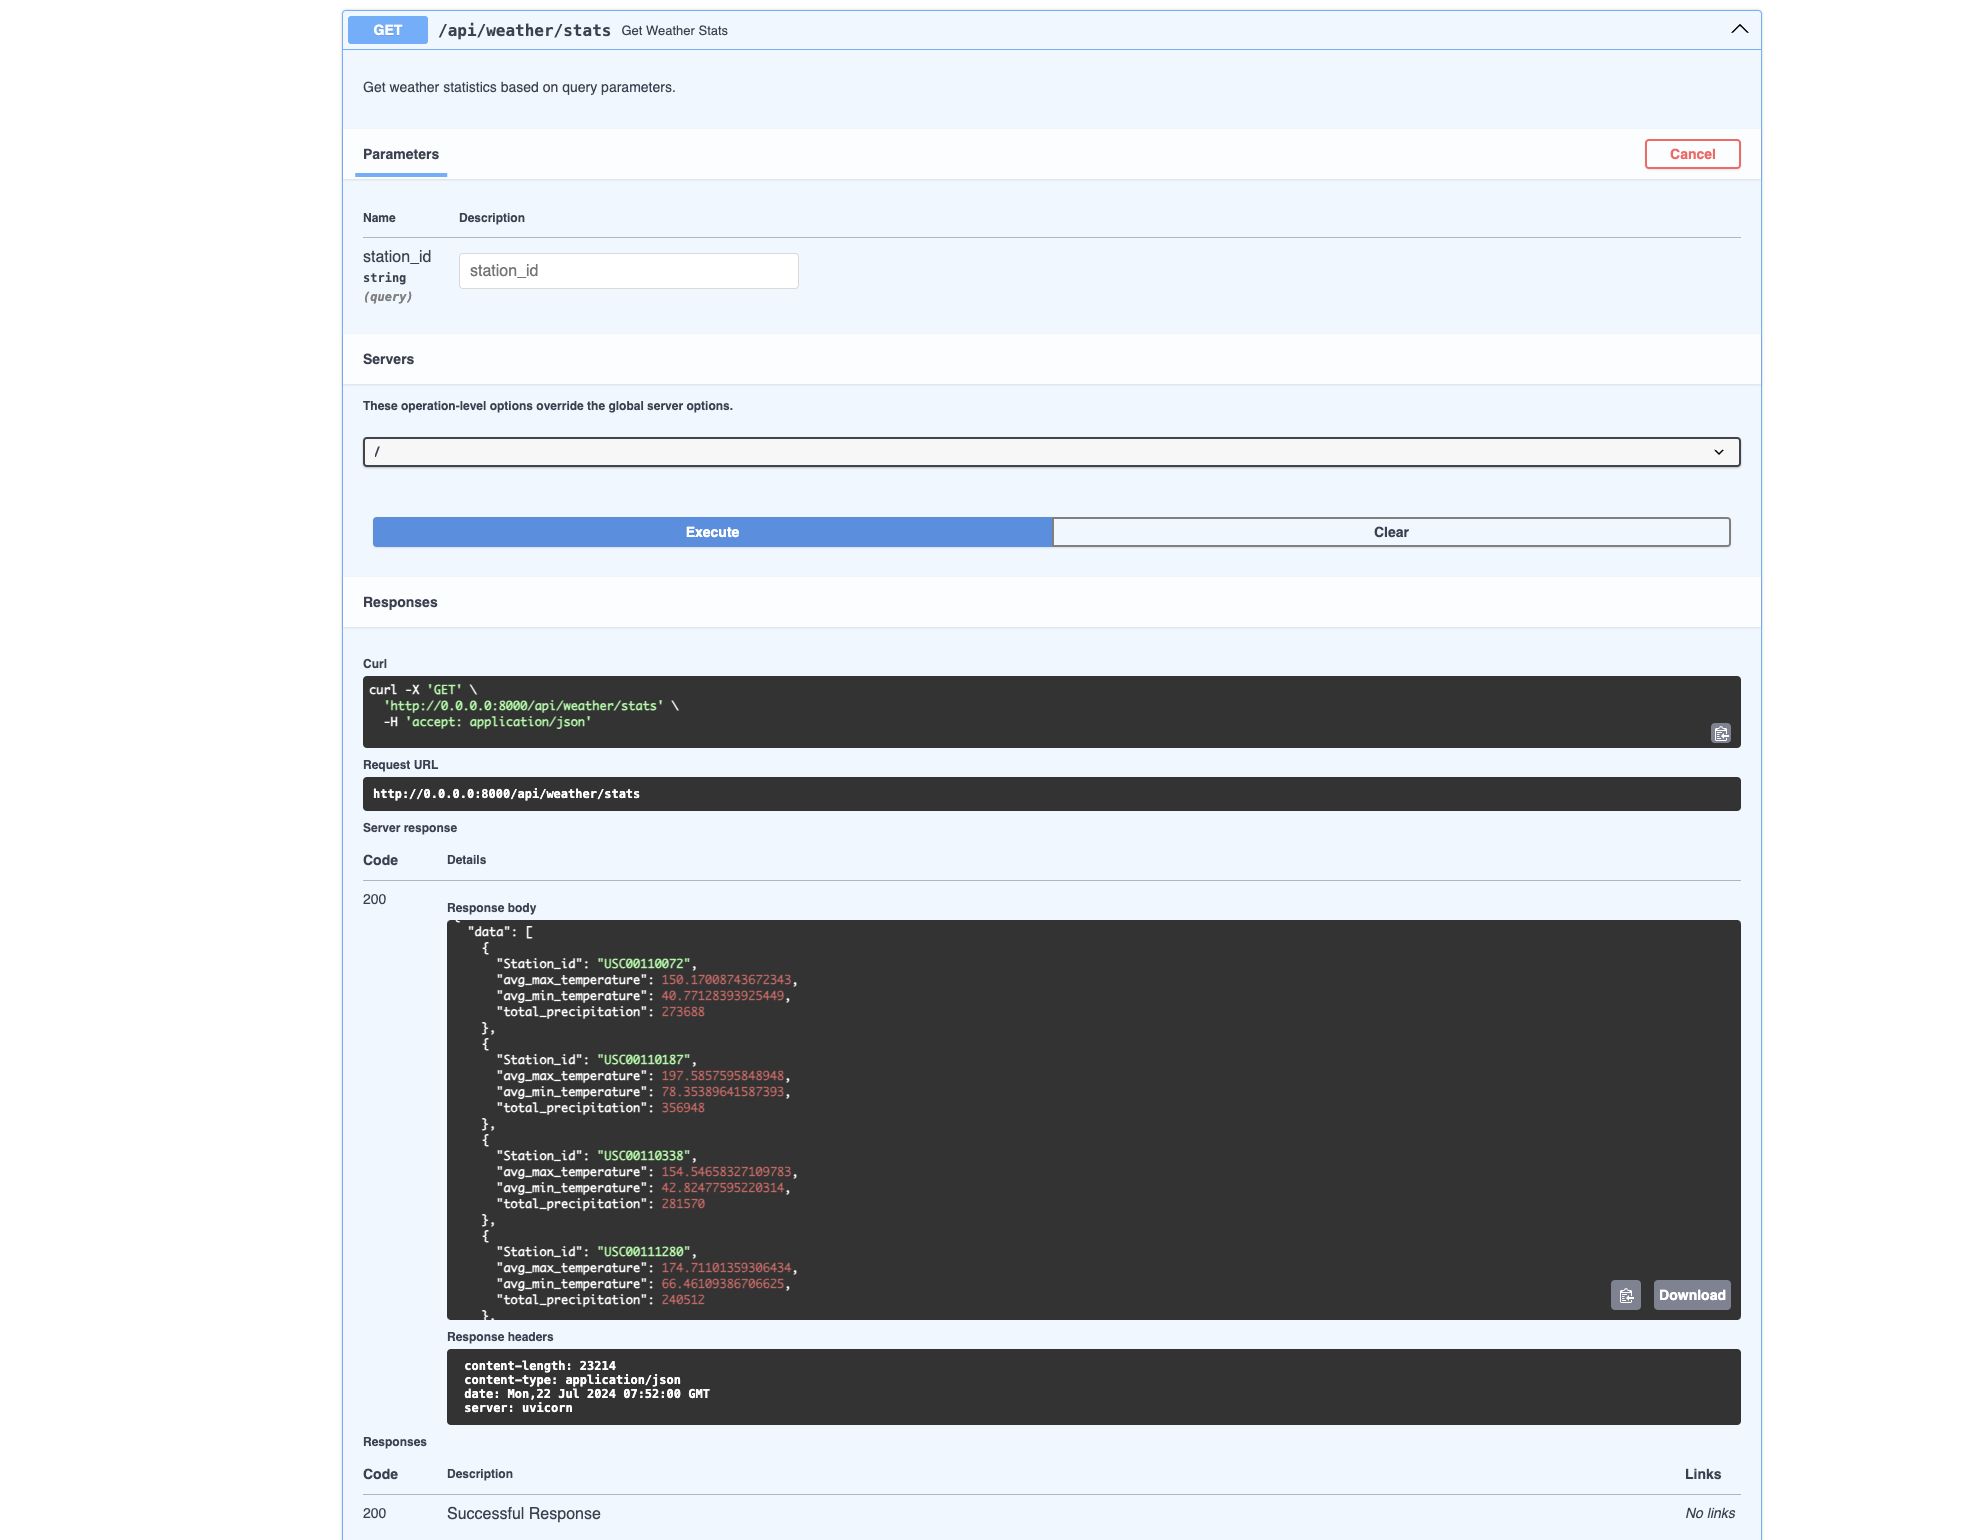 GET /api/weather/stats Get Weather Stats
Get weather statistics based on query parameters.
Parameters
Cancel
Name Description
station_id
string
(query)
station_id
Servers
These operation-level options override the global server options.
/
Execute Clear
Responses
Curl
curl -X 'GET' \
'http://0.0.0.0:8000/api/weather/stats' \
-H 'accept: application/json'
Request URL
http://0.0.0.0:8000/api/weather/stats
Server response
Code Details
200
Response body
"data": [
{
"Station_id": "USC00110072",
"avg_max_temperature": 150.17008743672343,
"avg_min_temperature": 40.77128393925449,
"total_precipitation": 273688
},
{
"Station_id": "USC00110187",
"avg_max_temperature": 197.5857595848948,
"avg_min_temperature": 78.35389641587393,
"total_precipitation": 356948
},
{
"Station_id": "USC00110338",
"avg_max_temperature": 154.54658327109783,
"avg_min_temperature": 42.82477595220314,
"total_precipitation": 281570
},
{
"Station_id": "USC00111280",
"avg_max_temperature": 174.71101359306434,
"avg_min_temperature": 66.46109386706625,
"total_precipitation": 240512
},
Download
Response headers
content-length: 23214
content-type: application/json
date: Mon,22 Jul 2024 07:52:00 GMT
server: uvicorn
Responses
Code Description Links
200 Successful Response No links